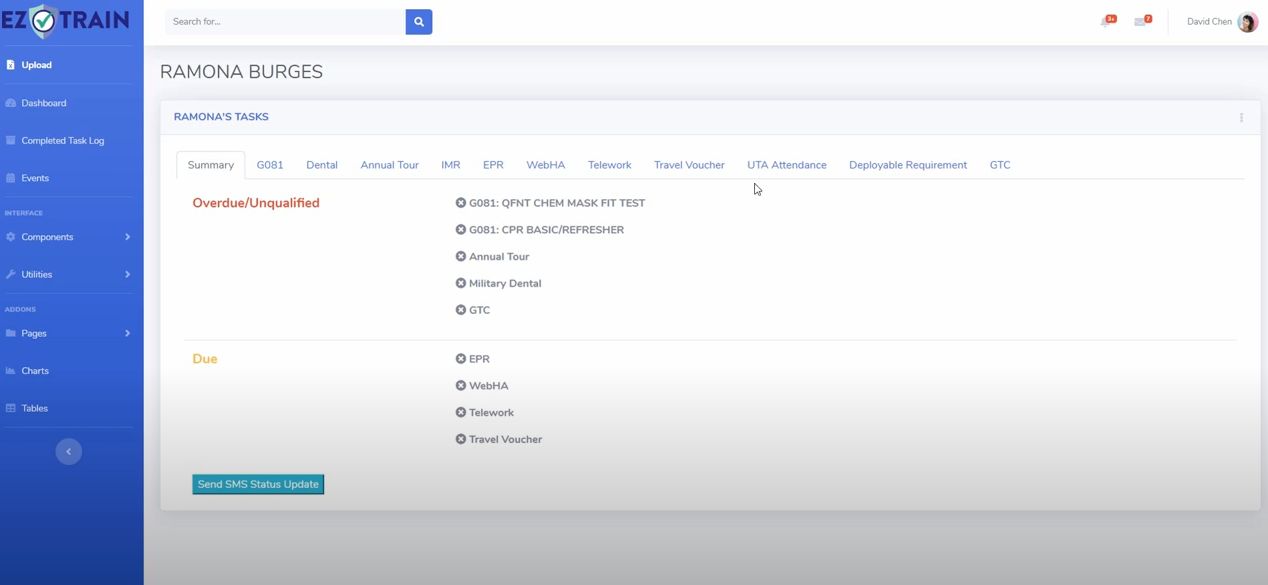 EZ TRAIN
Search for...
3+
7
David Chen
Upload
Dashboard
Completed Task Log
Events
INTERFACE
Components
Utilities
ADDONS
Pages
Charts
Tables
RAMONA BURGES
RAMONA'S TASKS
Summary G081 Dental Annual Tour IMR EPR WebHA Telework Travel Voucher UTA Attendance Deployable Requirement GTC
Overdue/Unqualified
G081: QFNT CHEM MASK FIT TEST
G081: CPR BASIC/REFRESHER
Annual Tour
Military Dental
GTC
Due
EPR
WebHA
Telework
Travel Voucher
Send SMS Status Update